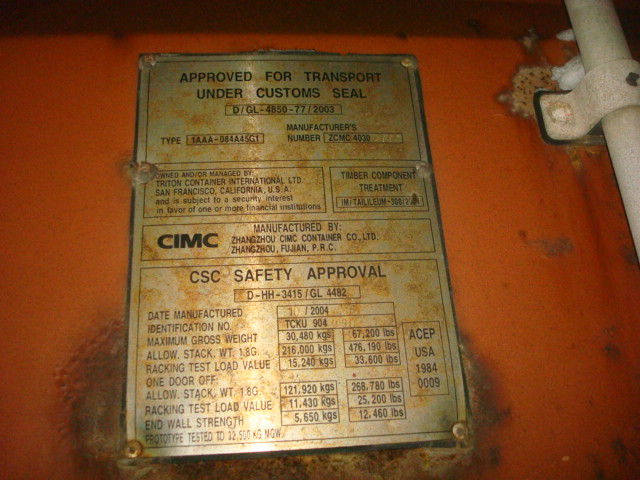 APPROVED FOR TRANSPORT
UNDER CUSTOMS SEAL
D/GL-4650-77/2003
TYPE 1AAA-084A45G1 MANUFACTURER'S NUMBER ZCMC 4030
OWNED AND/OR MANAGED BY:
TRITON CONTAINER INTERNATIONAL LTD.
SAN FRANCISCO, CALIFORNIA, U.S.A.
and is subject to a security interest
in favor of one or more financial institutions
TIMBER COMPONENT
TREATMENT
CIMC
MANUFACTURED BY:
ZHANGZHOU CIMC CONTAINER CO., LTD.
ZHANGZHOU, FUJIAN, P.R.C.
CSC SAFETY APPROVAL
D-HH-3415/GL 4482
DATE MANUFACTURED /2004
IDENTIFICATION NO. TCKU 904
MAXIMUM GROSS WEIGHT 30,480 kgs 67,200 lbs
ALLOW. STACK. WT. 1.8G. 216,000 kgs 476,190 lbs
RACKING TEST LOAD VALUE 15,240 kgs 33,600 lbs
ONE DOOR OFF:
ALLOW. STACK. WT. 1.8G. 121,920 kgs 268,780 lbs
RACKING TEST LOAD VALUE 11,430 kgs 25,200 lbs
END WALL STRENGTH 5,650 kgs 12,460 lbs
PROTOTYPE TESTED TO 32,500 KG MGW.
ACEP
USA
1984
0009